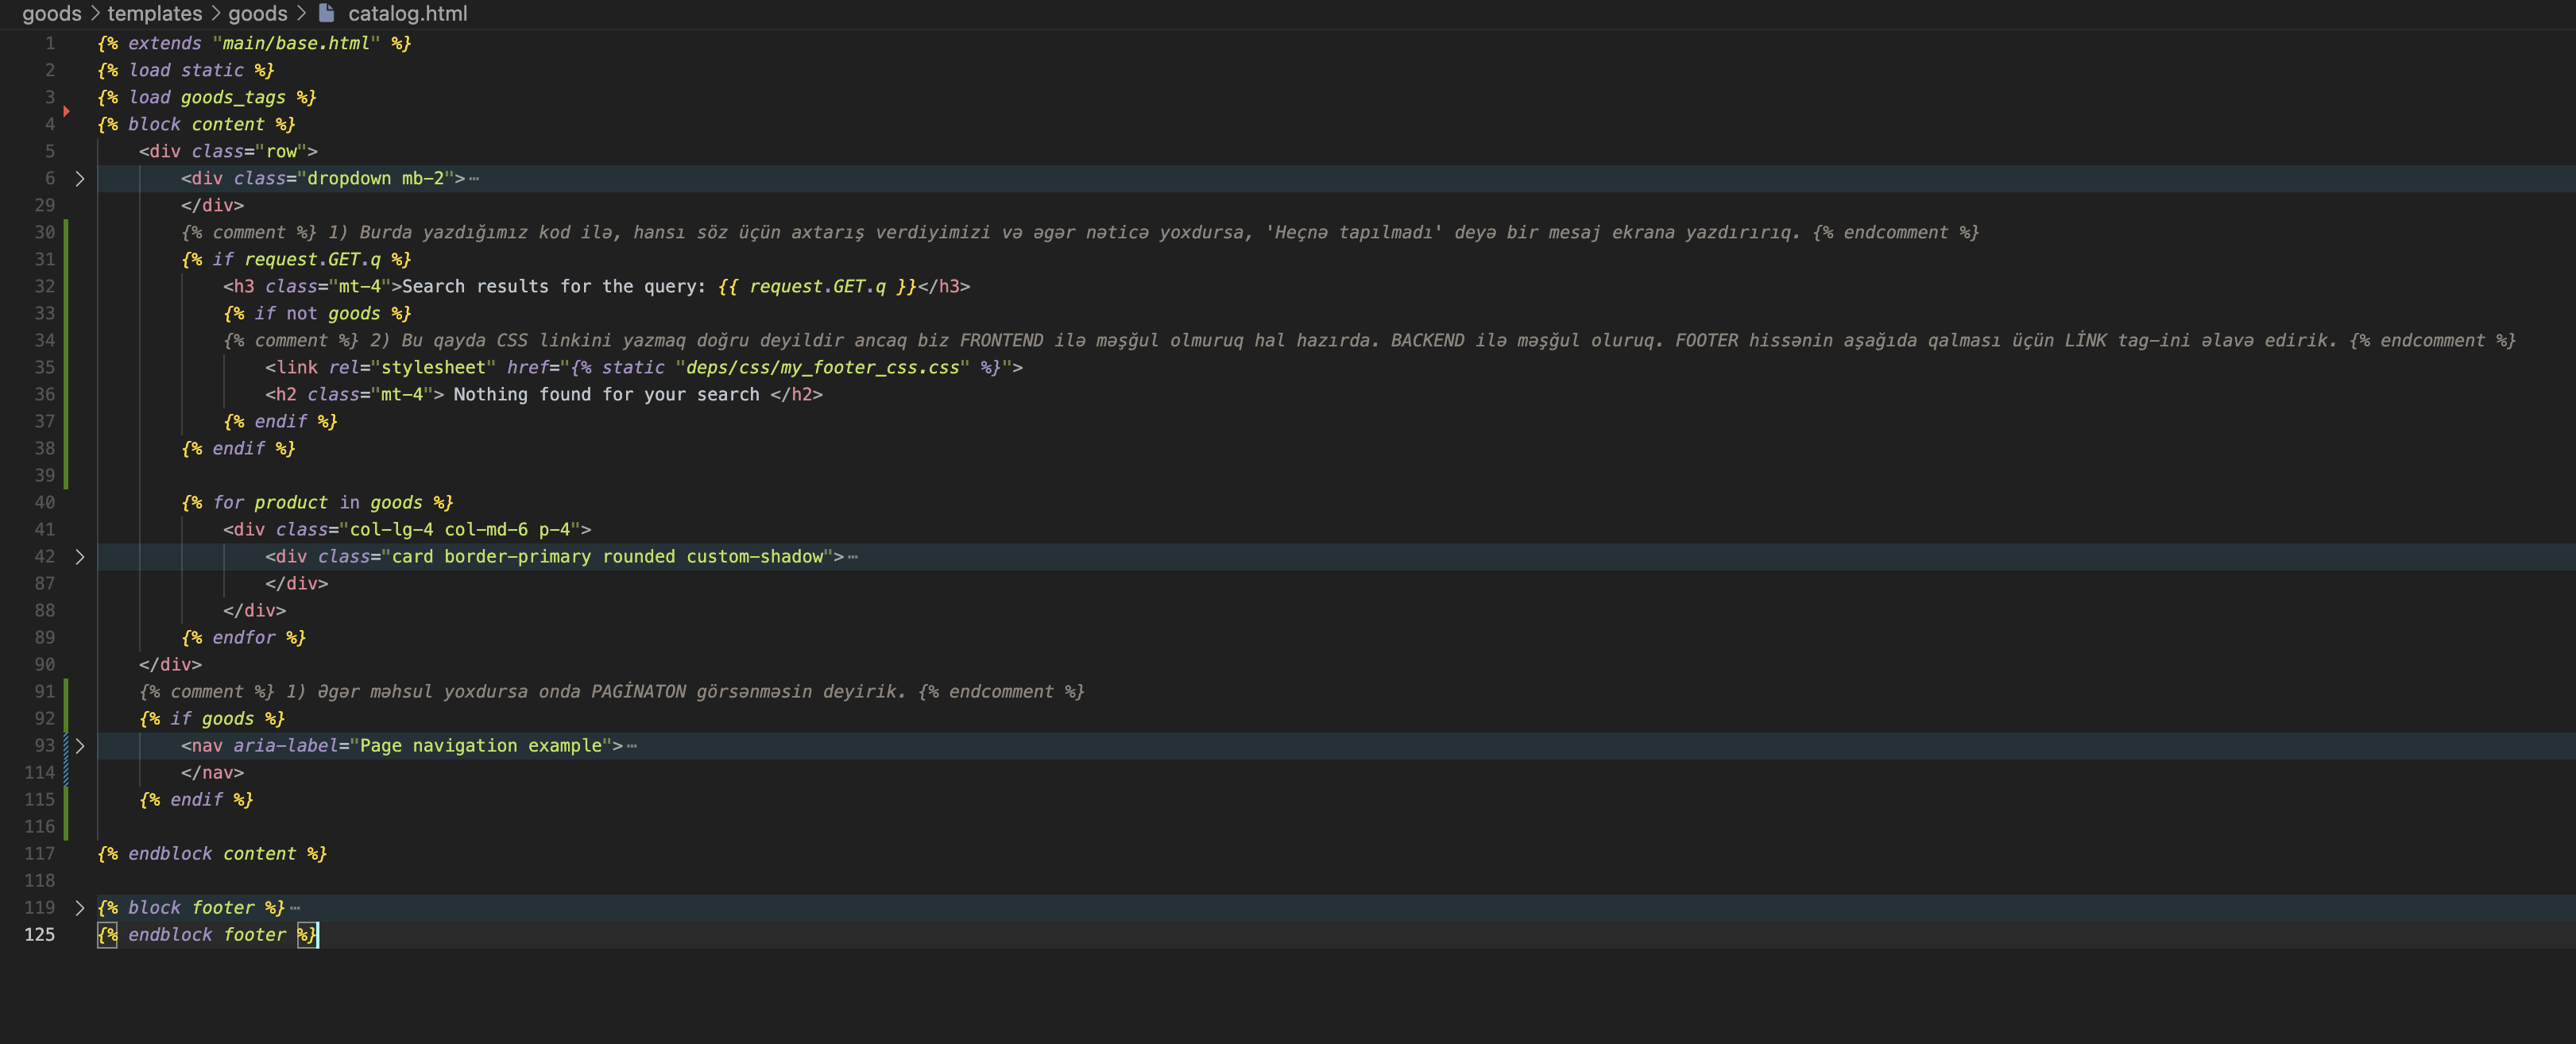 goods > templates > goods > catalog.html
1 {% extends "main/base.html" %}
2 {% load static %}
3 {% load goods_tags %}
4 {% block content %}
5 <div class="row">
6 <div class="dropdown mb-2">…
29 </div>
30 {% comment %} 1) Burda yazdığımız kod ilə, hansı söz üçün axtarış verdiyimizi və əgər nəticə yoxdursa, 'Heçnə tapılmadı' deyə bir mesaj ekrana yazdırırıq. {% endcomment %}
31 {% if request.GET.q %}
32 <h3 class="mt-4">Search results for the query: {{ request.GET.q }}</h3>
33 {% if not goods %}
34 {% comment %} 2) Bu qayda CSS linkini yazmaq doğru deyildir ancaq biz FRONTEND ilə məşğul olmuruq hal hazırda. BACKEND ilə məşğul oluruq. FOOTER hissənin aşağıda qalması üçün LİNK tag-ini əlavə edirik. {% endcomment %}
35 <link rel="stylesheet" href="{% static "deps/css/my_footer_css.css" %}">
36 <h2 class="mt-4"> Nothing found for your search </h2>
37 {% endif %}
38 {% endif %}
39
40 {% for product in goods %}
41 <div class="col-lg-4 col-md-6 p-4">
42 <div class="card border-primary rounded custom-shadow">…
87 </div>
88 </div>
89 {% endfor %}
90 </div>
91 {% comment %} 1) Əgər məhsul yoxdursa onda PAGİNATON görsənməsin deyirik. {% endcomment %}
92 {% if goods %}
93 <nav aria-label="Page navigation example">…
114 </nav>
115 {% endif %}
116
117 {% endblock content %}
118
119 {% block footer %}…
125 {% endblock footer %}